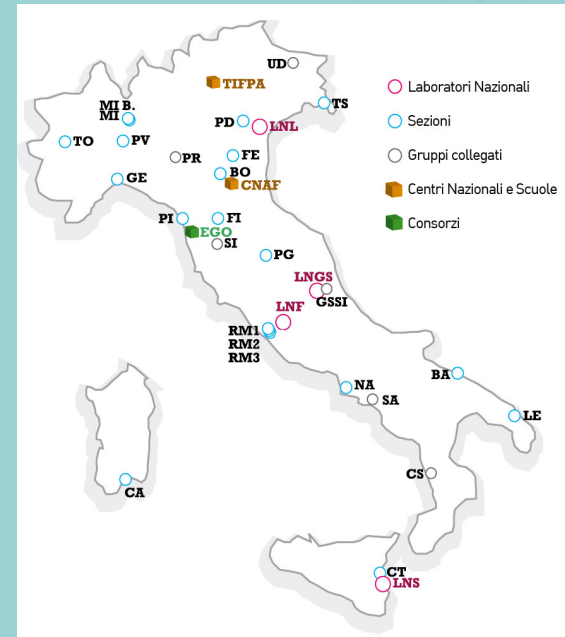 UD
TIFPA
Laboratori Nazionali
MI B.
MI
TS
PD
LNL
Sezioni
TO
PV
PR
FE
Gruppi collegati
BO
CNAF
GE
Centri Nazionali e Scuole
PI
FI
EGO
Consorzi
SI
PG
LNGS
GSSI
LNF
RM1
RM2
RM3
BA
NA
SA
LE
CS
CA
CT
LNS